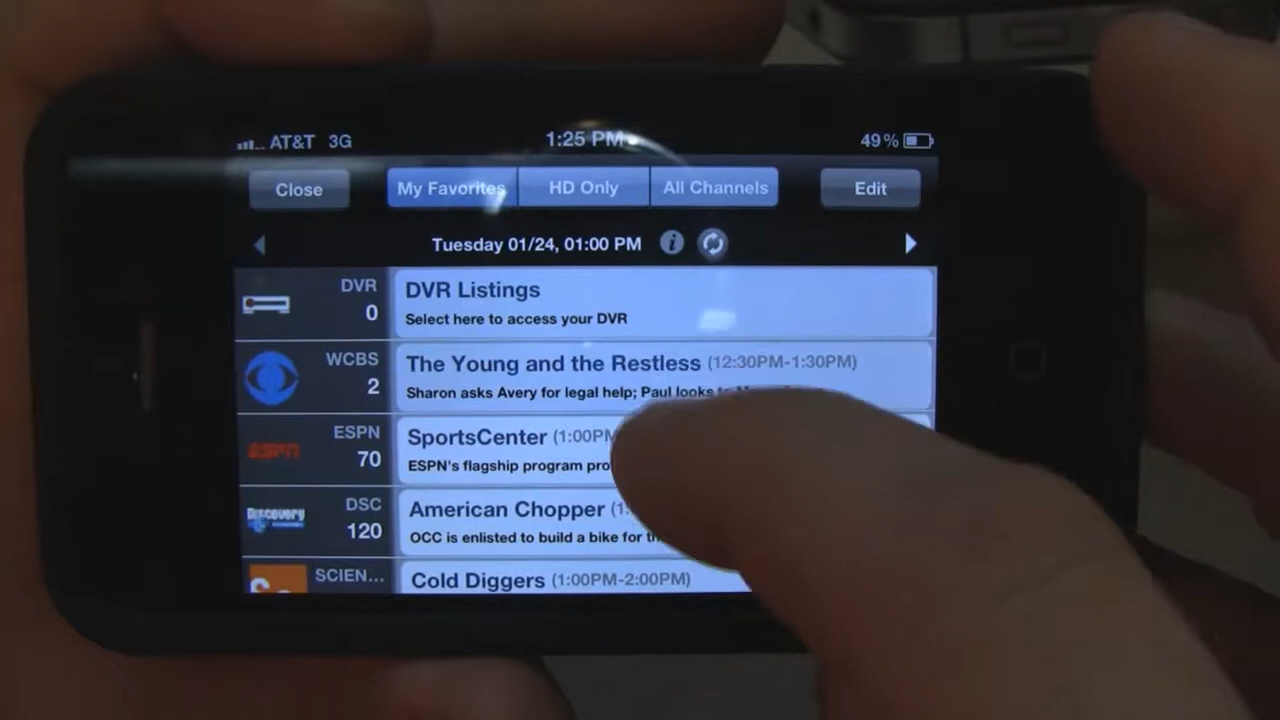 AT&T 3G 1:25 PM 49%
Close My Favorites HD Only All Channels Edit
Tuesday 01/24, 01:00 PM
DVR DVR Listings
0 Select here to access your DVR
WCBS The Young and the Restless (12:30PM-1:30PM)
2 Sharon asks Avery for legal help; Paul looks
ESPN SportsCenter (1:00PM
ESPN 70 ESPN's flagship program
DSC American Chopper
Discovery 120 OCC is enlisted to build a bike for
SCIEN... Cold Diggers (1:00PM-2:00PM)